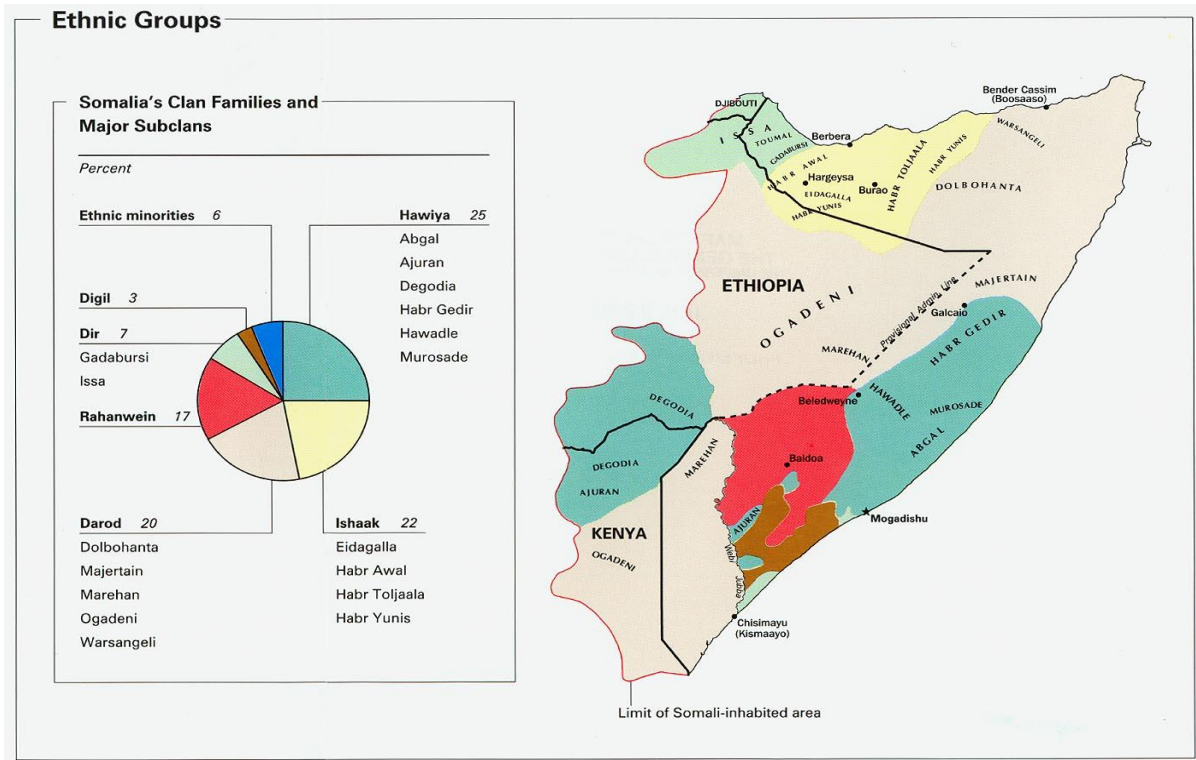 Ethnic Groups
Somalia's Clan Families and
Major Subclans
Percent
Ethnic minorities 6
Hawiya 25
Abgal
Ajuran
Degodia
Habr Gedir
Hawadle
Murosade
Digil 3
Dir 7
Gadabursi
Issa
Rahanwein 17
Darod 20
Dolbohanta
Majertain
Marehan
Ogadeni
Warsangeli
Ishaak 22
Eidagalla
Habr Awal
Habr Toljaala
Habr Yunis
Bender Cassim
(Boosaaso)
DJIBOUTI
ISSA
TOUMAL
GADABURSI
Berbera
WARSANGELI
HABR AWAL
Hargeysa
EIDAGALLA
HABR YUNIS
Burao
HABR TOLJAALA
HABR YUNIS
DOLBOHANTA
ETHIOPIA
OGADENI
Provisional Admin. Line
MAJERTAIN
Galcaio
HABR GEDIR
MAREHAN
HAWADLE
Beledweyne
MUROSADE
ABGAL
DEGODIA
DEGODIA
AJURAN
MAREHAN
Baidoa
AJURAN
Mogadishu
KENYA
OGADENI
Webi
Jubba
Chisimayu
(Kismaayo)
Limit of Somali-inhabited area